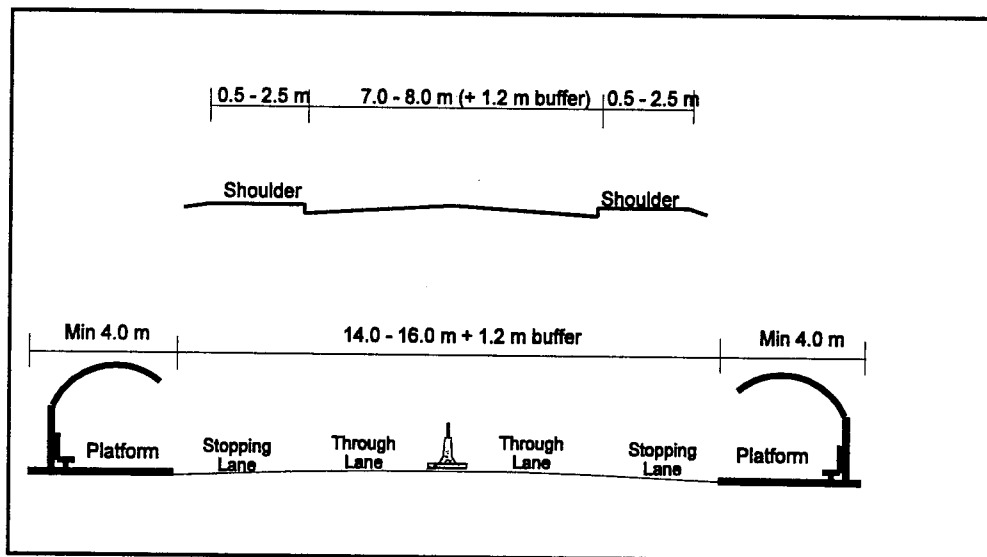 0.5 - 2.5 m 7.0 - 8.0 m (+ 1.2 m buffer) 0.5 - 2.5 m
Shoulder Shoulder
Min 4.0 m 14.0 - 16.0 m + 1.2 m buffer Min 4.0 m
Platform Stopping Lane Through Lane Through Lane Stopping Lane Platform